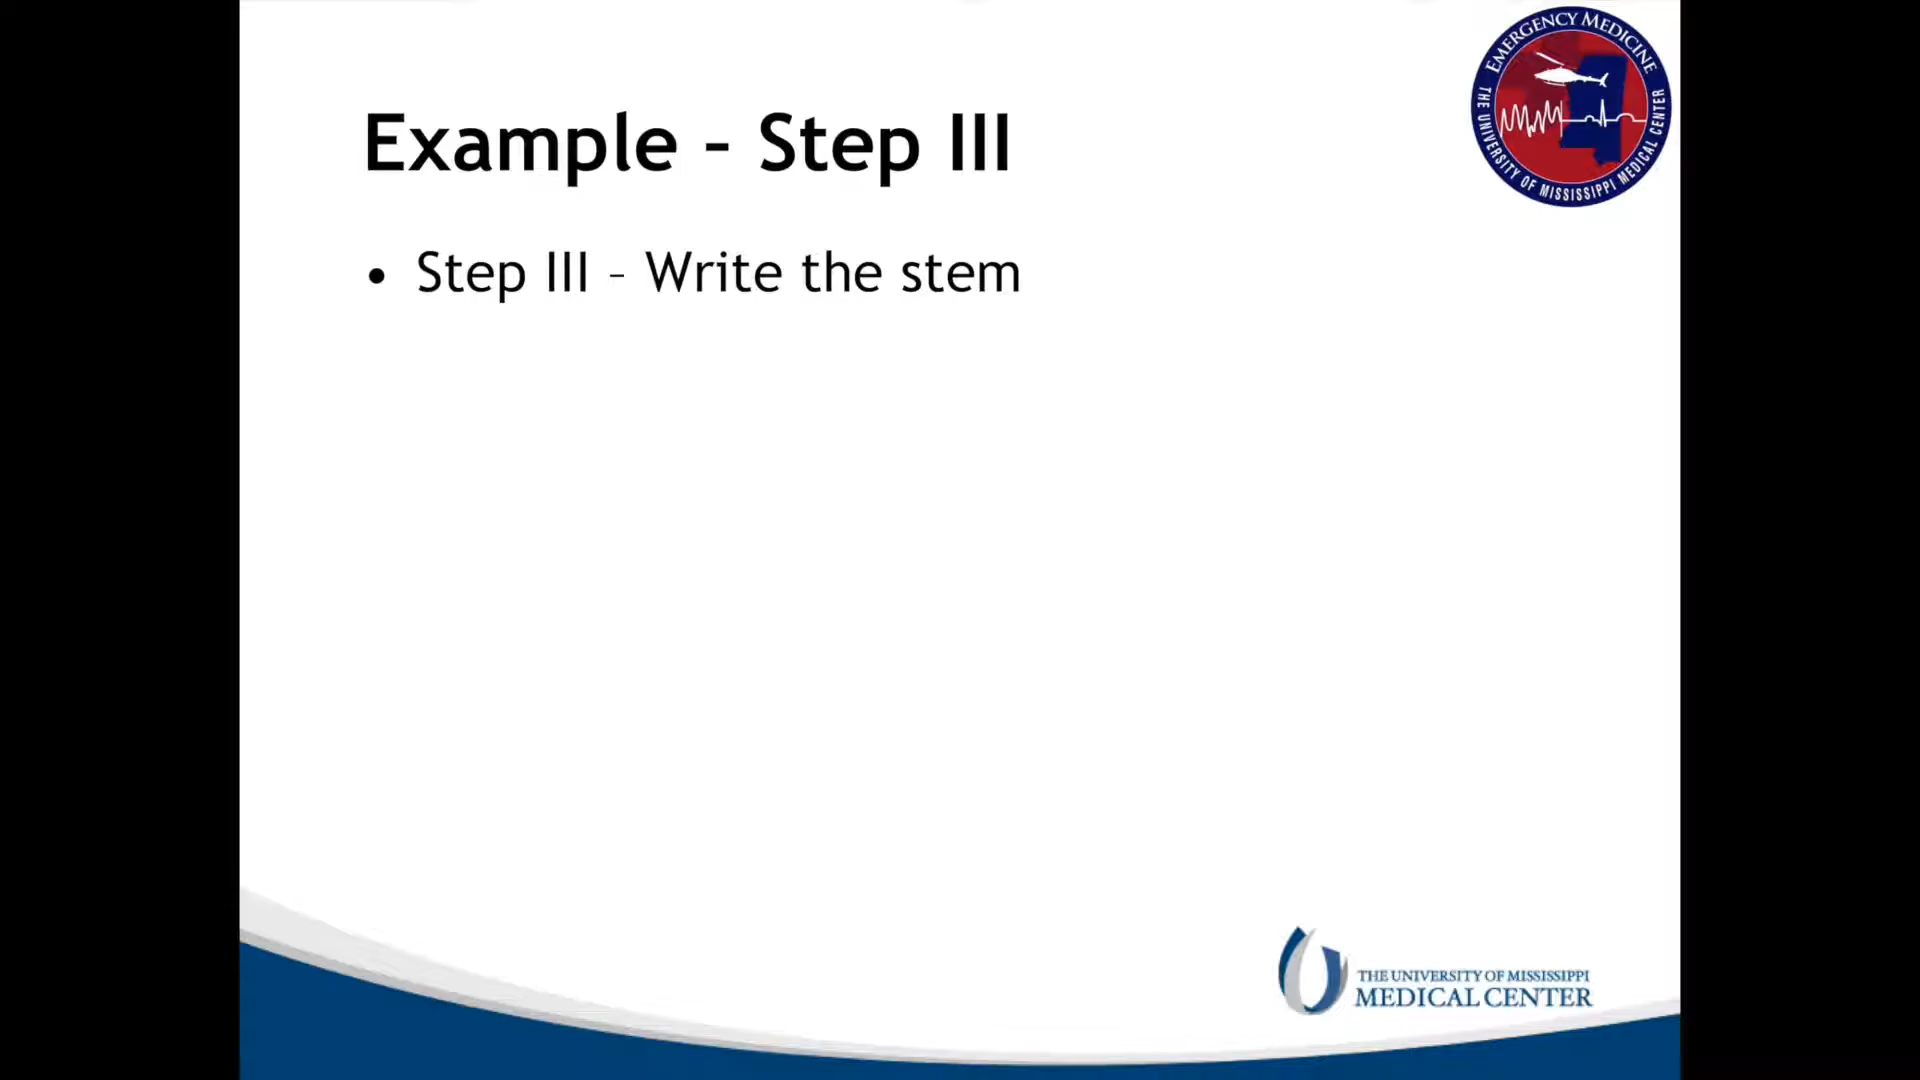 EMERGENCY MEDICINE
THE UNIVERSITY OF MISSISSIPPI MEDICAL CENTER
Example – Step III
• Step III – Write the stem
THE UNIVERSITY OF MISSISSIPPI
MEDICAL CENTER